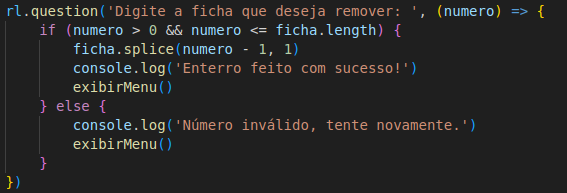 rl.question('Digite a ficha que deseja remover: ', (numero) => {
    if (numero > 0 && numero <= ficha.length) {
        ficha.splice(numero - 1, 1)
        console.log('Enterro feito com sucesso!')
        exibirMenu()
    } else {
        console.log('Número inválido, tente novamente.')
        exibirMenu()
    }
})